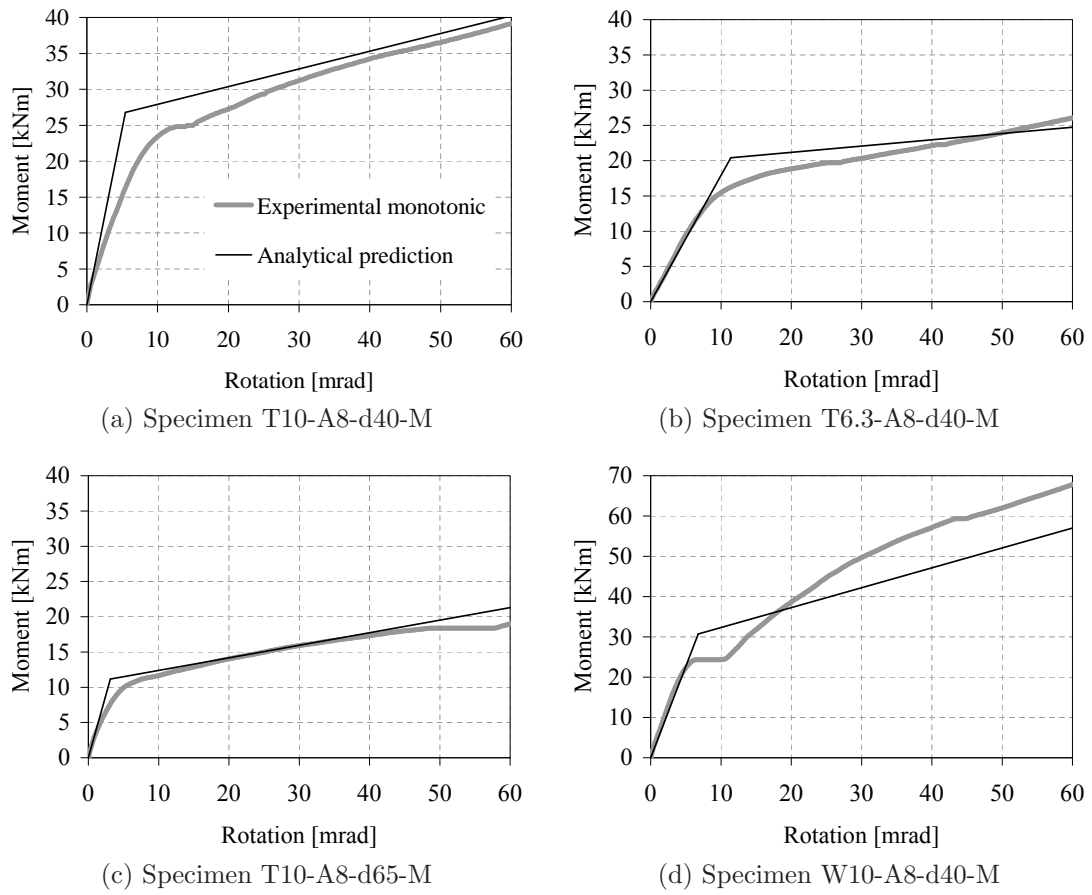 40
35
30
25
20
15
10
5
0
Moment [kNm]
Experimental monotonic
Analytical prediction
0 10 20 30 40 50 60
Rotation [mrad]
(a) Specimen T10-A8-d40-M
40
35
30
25
20
15
10
5
0
Moment [kNm]
0 10 20 30 40 50 60
Rotation [mrad]
(b) Specimen T6.3-A8-d40-M
40
35
30
25
20
15
10
5
0
Moment [kNm]
0 10 20 30 40 50 60
Rotation [mrad]
(c) Specimen T10-A8-d65-M
70
60
50
40
30
20
10
0
Moment [kNm]
0 10 20 30 40 50 60
Rotation [mrad]
(d) Specimen W10-A8-d40-M